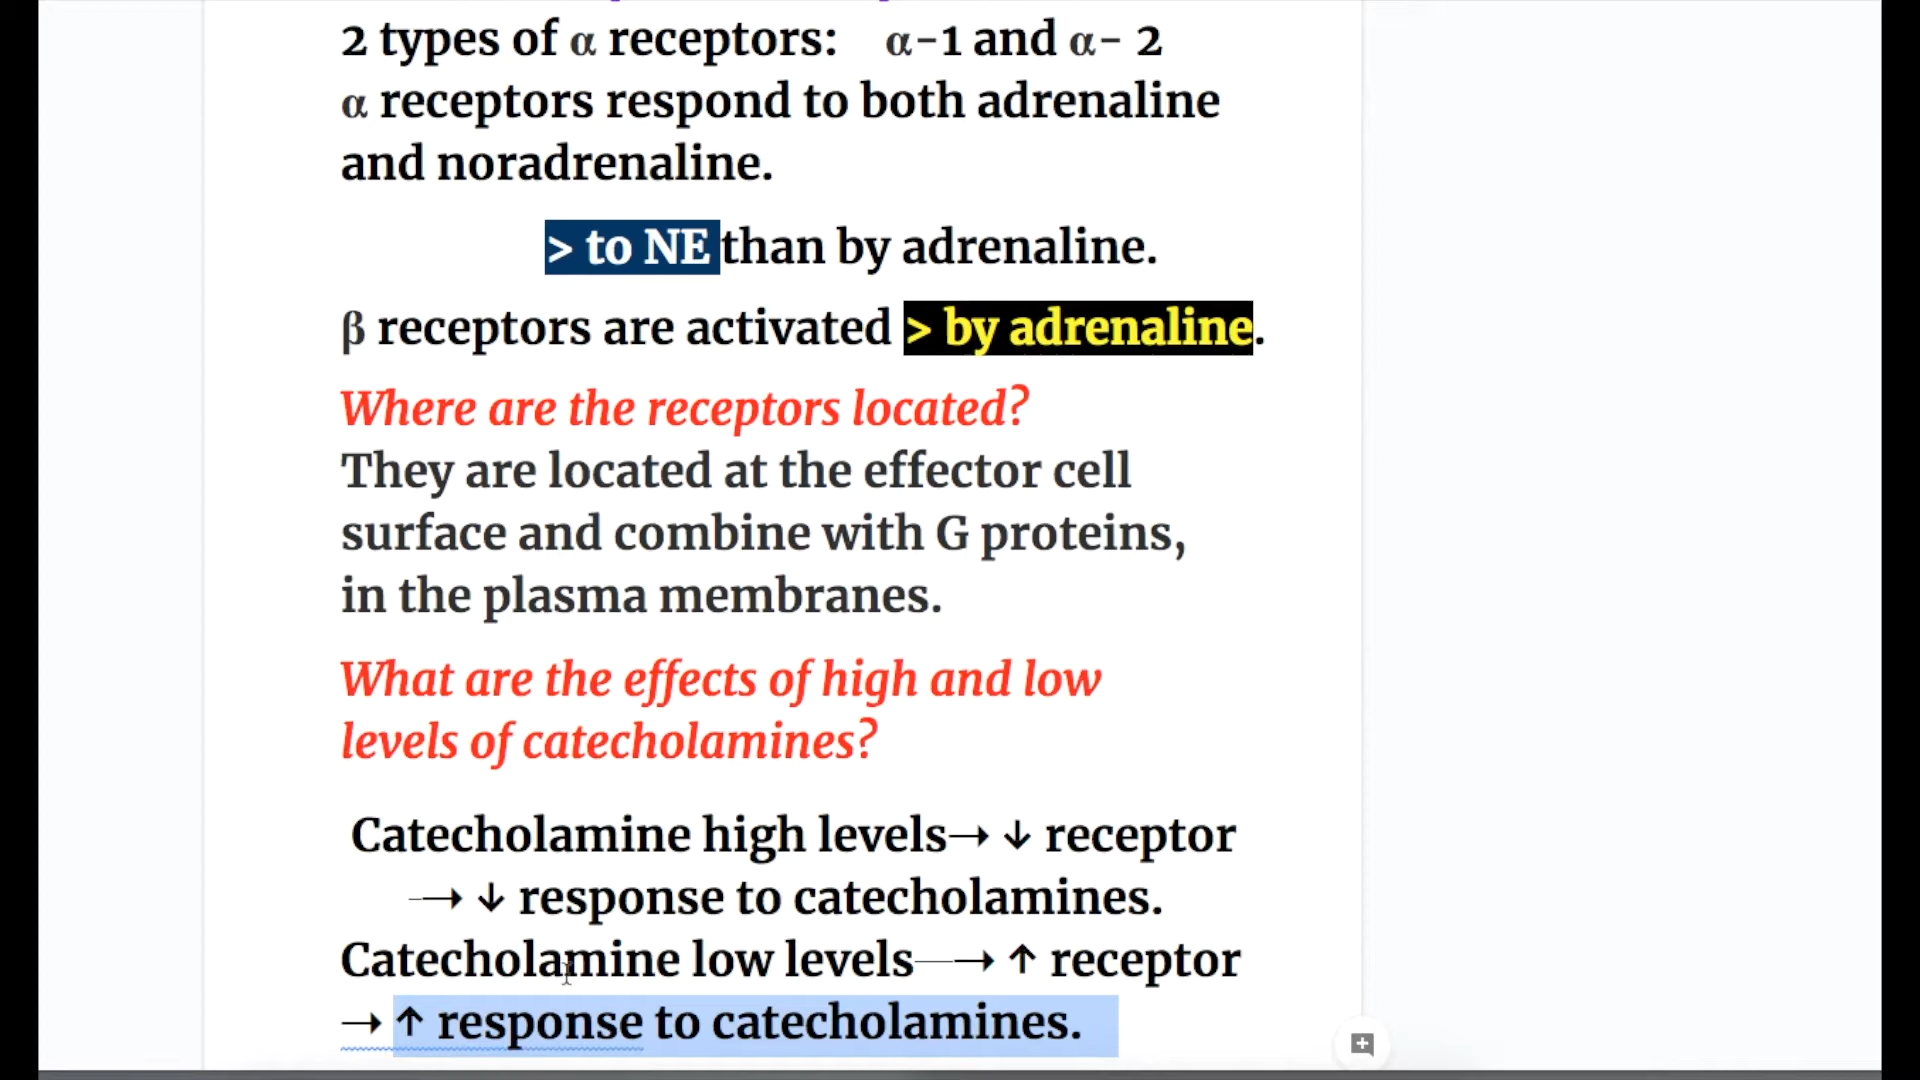 2 types of α receptors: α-1 and α- 2
α receptors respond to both adrenaline
and noradrenaline.
> to NE than by adrenaline.
β receptors are activated > by adrenaline.
Where are the receptors located?
They are located at the effector cell
surface and combine with G proteins,
in the plasma membranes.
What are the effects of high and low
levels of catecholamines?
Catecholamine high levels→ ↓ receptor
→ ↓ response to catecholamines.
Catecholamine low levels—→ ↑ receptor
→ ↑ response to catecholamines.